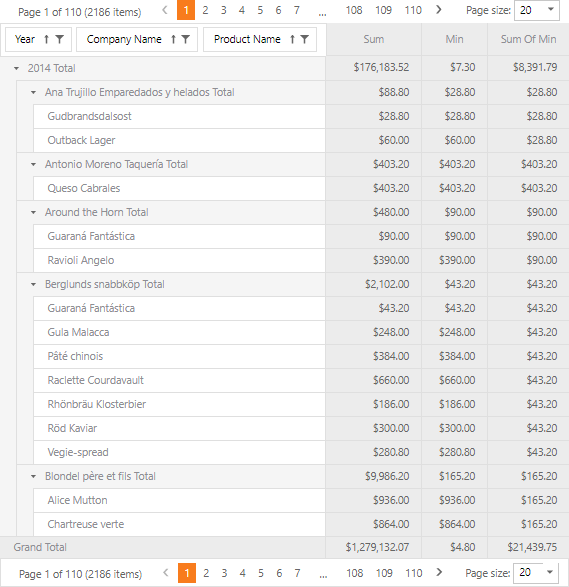 Page 1 of 110 (2186 items) 1 2 3 4 5 6 7 ... 108 109 110 Page size: 20
Year Company Name Product Name Sum Min Sum Of Min
2014 Total $176,183.52 $7.30 $8,391.79
Ana Trujillo Emparedados y helados Total $88.80 $28.80 $28.80
Gudbrandsdalsost $28.80 $28.80 $28.80
Outback Lager $60.00 $60.00 $28.80
Antonio Moreno Taquería Total $403.20 $403.20 $403.20
Queso Cabrales $403.20 $403.20 $403.20
Around the Horn Total $480.00 $90.00 $90.00
Guaraná Fantástica $90.00 $90.00 $90.00
Ravioli Angelo $390.00 $390.00 $90.00
Berglunds snabbköp Total $2,102.00 $43.20 $43.20
Guaraná Fantástica $43.20 $43.20 $43.20
Gula Malacca $248.00 $248.00 $43.20
Pâté chinois $384.00 $384.00 $43.20
Raclette Courdavault $660.00 $660.00 $43.20
Rhönbräu Klosterbier $186.00 $186.00 $43.20
Röd Kaviar $300.00 $300.00 $43.20
Vegie-spread $280.80 $280.80 $43.20
Blondel père et fils Total $9,986.20 $165.20 $165.20
Alice Mutton $936.00 $936.00 $165.20
Chartreuse verte $864.00 $864.00 $165.20
Grand Total $1,279,132.07 $4.80 $21,439.75
Page 1 of 110 (2186 items) 1 2 3 4 5 6 7 ... 108 109 110 Page size: 20